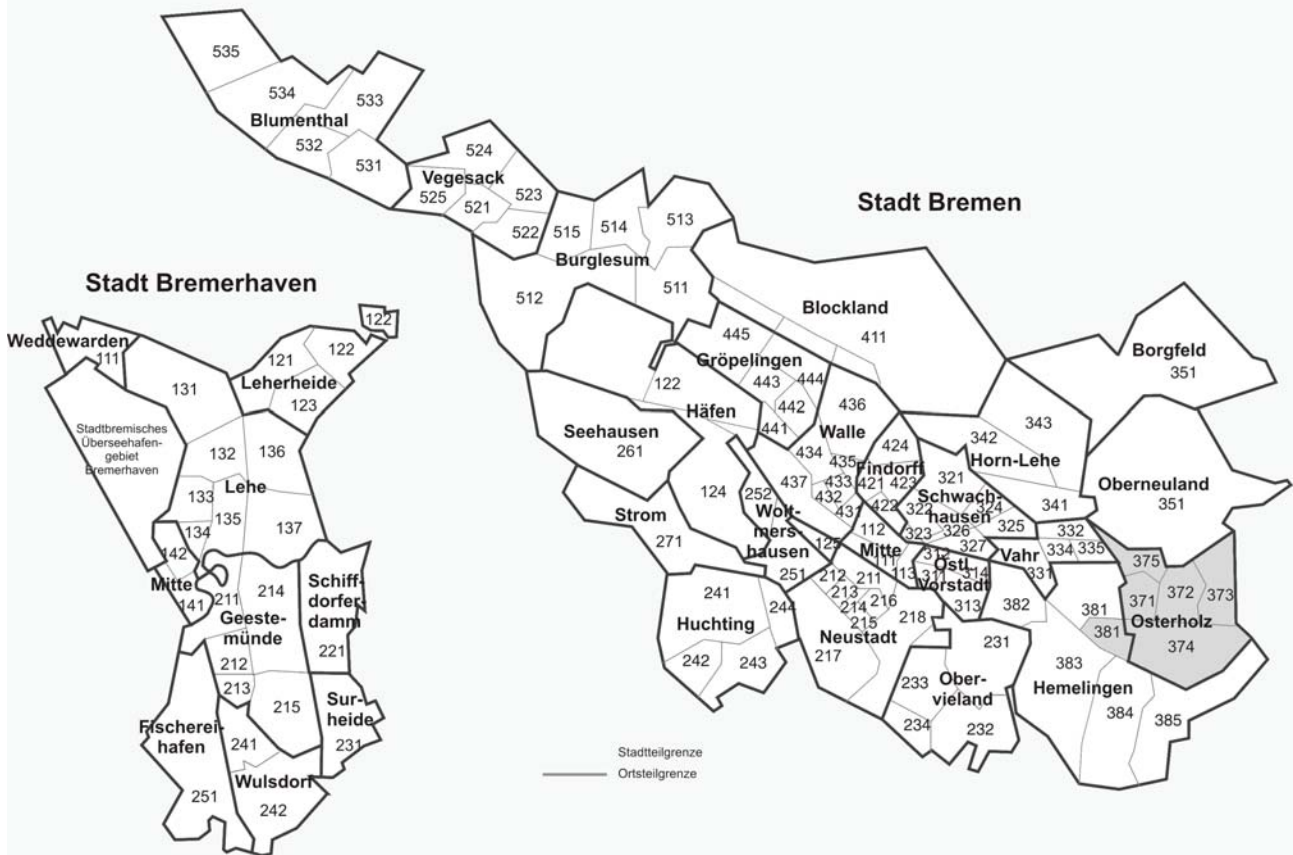 535
534
533
Blumenthal
532
531
524
Vegesack
525
521
523
522
515
514
513
Burglesum
512
511
Stadt Bremen
Stadt Bremerhaven
122
Weddewarden
111
121
122
Leherheide
123
131
Stadtbremisches
Überseehafen-
gebiet
Bremerhaven
132
136
Lehe
133
135
134
137
142
Mitte
141
211
214
Geeste-
münde
Schiff-
dorfer-
damm
221
212
213
215
Sur-
heide
231
Fischerei-
hafen
251
241
Wulsdorf
242
Blockland
411
445
Gröpelingen
443
444
442
441
122
Häfen
Seehausen
261
Strom
271
124
252
Wolt-
mers-
hausen
125
251
436
Walle
434
435
437
433
432
431
424
Findorff
421
423
422
Borgfeld
351
343
342
Horn-Lehe
341
Oberneuland
351
321
Schwach-
hausen
322
324
323
326
325
327
332
334
335
Vahr
331
112
Mitte
111
113
312
Östl.
311
314
Vorstadt
313
241
Huchting
244
242
243
212
211
213
214
216
215
218
Neustadt
217
231
Ober-
vieland
233
234
232
382
381
381
383
Hemelingen
384
385
375
371
372
373
Osterholz
374
Stadtteilgrenze
Ortsteilgrenze